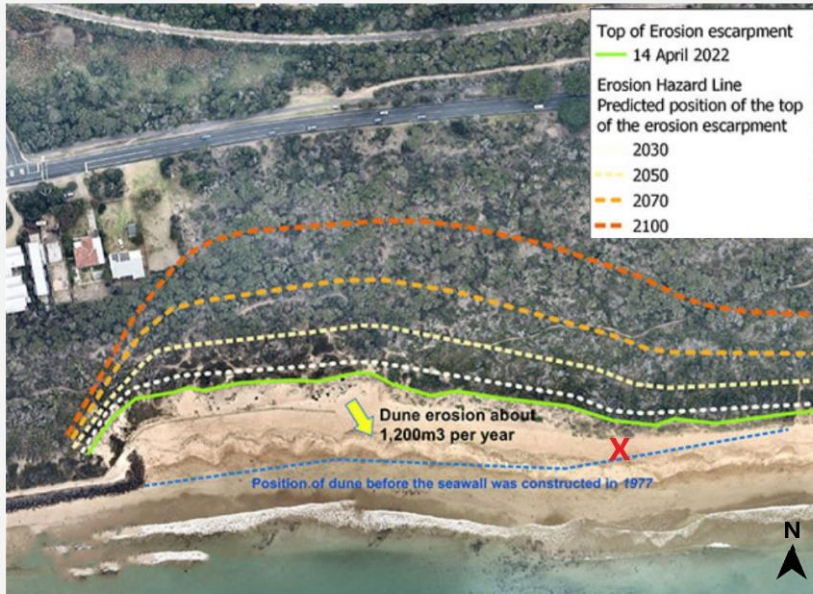 Top of Erosion escarpment
14 April 2022
Erosion Hazard Line
Predicted position of the top
of the erosion escarpment
2030
2050
2070
2100
Dune erosion about
1,200m3 per year
X
Position of dune before the seawall was constructed in 1977
N